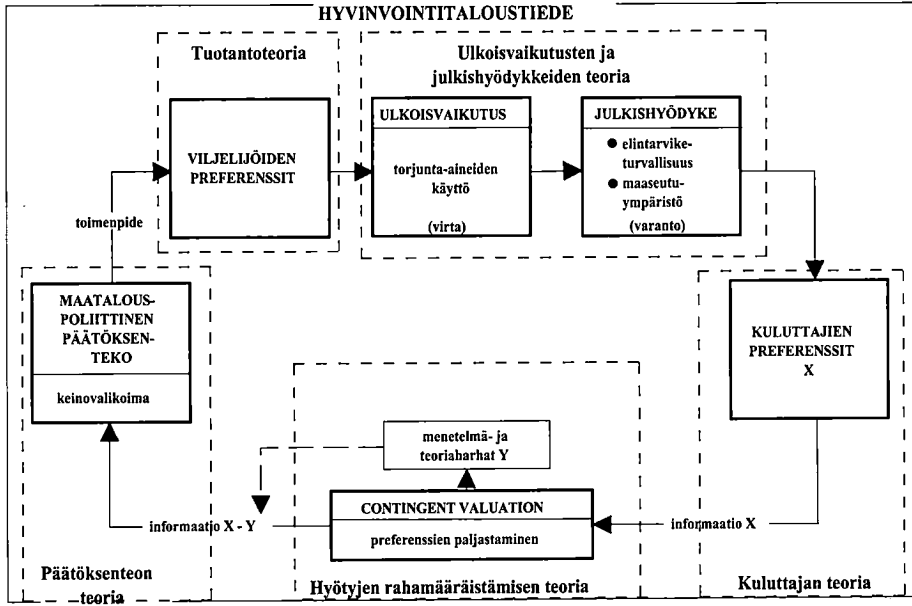 HYVINVOINTITALOUSTIEDE
Tuotantoteoria
Ulkoisvaikutusten ja
julkishyödykkeiden teoria
VILJELIJÖIDEN
PREFERENSSIT
ULKOISVAIKUTUS
torjunta-aineiden
käyttö
(virta)
JULKISHYÖDYKE
● elintarvike-
turvallisuus
● maaseutu-
ympäristö
(varanto)
toimenpide
MAATALOUS-
POLIITTINEN
PÄÄTÖKSEN-
TEKO
keinovalikoima
KULUTTAJIEN
PREFERENSSIT
X
menetelmä- ja
teoriaharhat Y
CONTINGENT VALUATION
preferenssien paljastaminen
informaatio X - Y
informaatio X
Päätöksenteon
teoria
Hyötyjen rahamääräistämisen teoria
Kuluttajan teoria